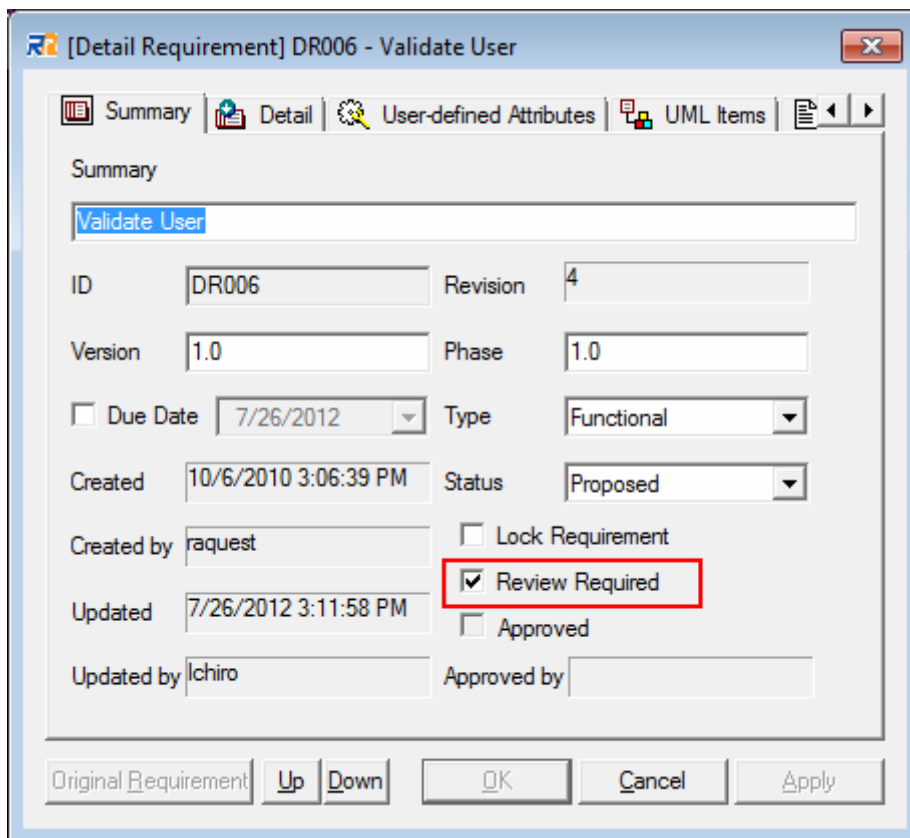 [Detail Requirement] DR006 - Validate User
Summary Detail User-defined Attributes UML Items
Summary
Validate User
ID DR006 Revision 4
Version 1.0 Phase 1.0
Due Date 7/26/2012 Type Functional
Created 10/6/2010 3:06:39 PM Status Proposed
Created by raquest Lock Requirement
Review Required
Updated 7/26/2012 3:11:58 PM
Approved
Updated by Ichiro Approved by
Original Requirement Up Down OK Cancel Apply